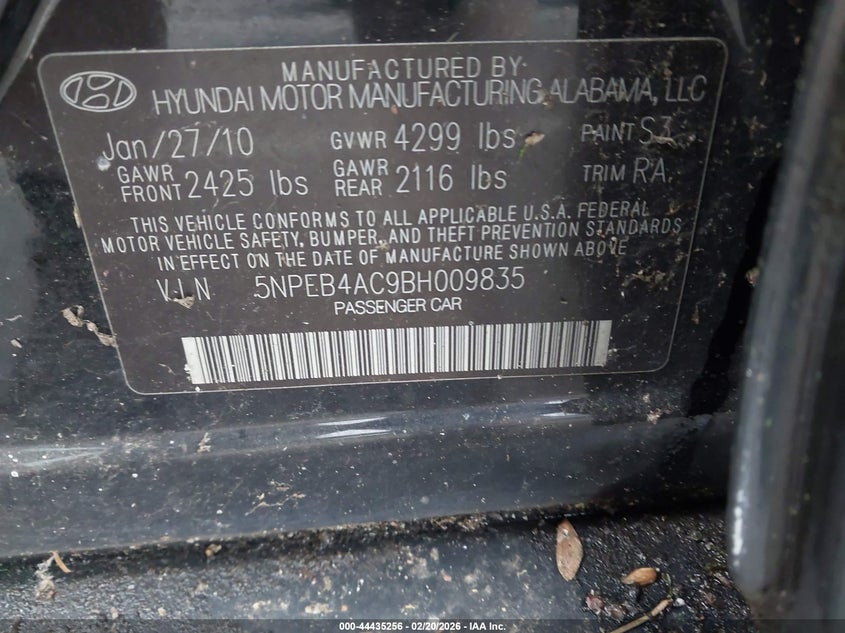 MANUFACTURED BY
HYUNDAI MOTOR MANUFACTURING ALABAMA, LLC
Jan/27/10 GVWR 4299 lbs PAINT S3
GAWR FRONT 2425 lbs GAWR REAR 2116 lbs TRIM RA
THIS VEHICLE CONFORMS TO ALL APPLICABLE U.S.A. FEDERAL
MOTOR VEHICLE SAFETY, BUMPER, AND THEFT PREVENTION STANDARDS
IN EFFECT ON THE DATE OF MANUFACTURE SHOWN ABOVE
V.I.N 5NPEB4AC9BH009835
PASSENGER CAR
000-44435256 - 02/20/2026 - IAA Inc.